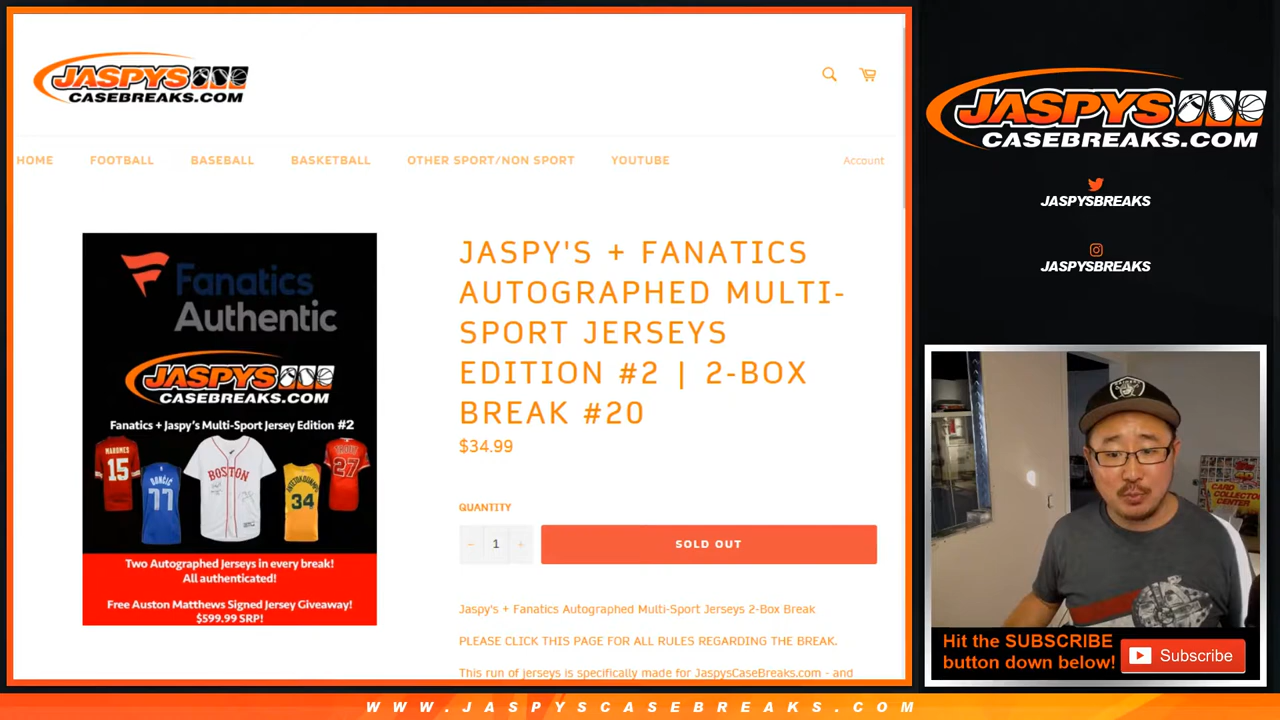 JASPYS
CASEBREAKS.COM
HOME FOOTBALL BASEBALL BASKETBALL OTHER SPORT/NON SPORT YOUTUBE Account
Fanatics
Authentic
JASPYS
CASEBREAKS.COM
Fanatics + Jaspy's Multi-Sport Jersey Edition #2
MAHOMES
15
DONCIC
77
BOSTON
ANTETOKOUNMPO
34
TROUT
27
Two Autographed Jerseys in every break!
All authenticated!
Free Auston Matthews Signed Jersey Giveaway!
$599.99 SRP!
JASPY'S + FANATICS
AUTOGRAPHED MULTI-
SPORT JERSEYS
EDITION #2 | 2-BOX
BREAK #20
$34.99
QUANTITY
− 1 +
SOLD OUT
Jaspy's + Fanatics Autographed Multi-Sport Jerseys 2-Box Break
PLEASE CLICK THIS PAGE FOR ALL RULES REGARDING THE BREAK.
This run of jerseys is specifically made for JaspysCaseBreaks.com - and
JASPYS
CASEBREAKS.COM
JASPYSBREAKS
JASPYSBREAKS
CARD
COLLECTOR
CENTER
Hit the SUBSCRIBE
button down below!
Subscribe
WWW.JASPYSCASEBREAKS.COM